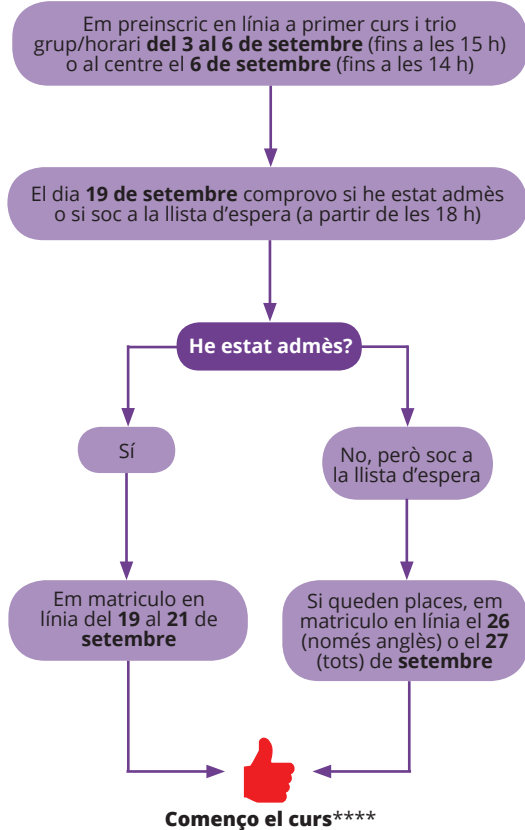 Em preinscric en línia a primer curs i trio
grup/horari del 3 al 6 de setembre (fins a les 15 h)
o al centre el 6 de setembre (fins a les 14 h)
El dia 19 de setembre comprovo si he estat admès
o si soc a la llista d’espera (a partir de les 18 h)
He estat admès?
Sí
No, però soc a
la llista d’espera
Em matriculo en
línia del 19 al 21 de
setembre
Si queden places, em
matriculo en línia el 26
(només anglès) o el 27
(tots) de setembre
Començo el curs****